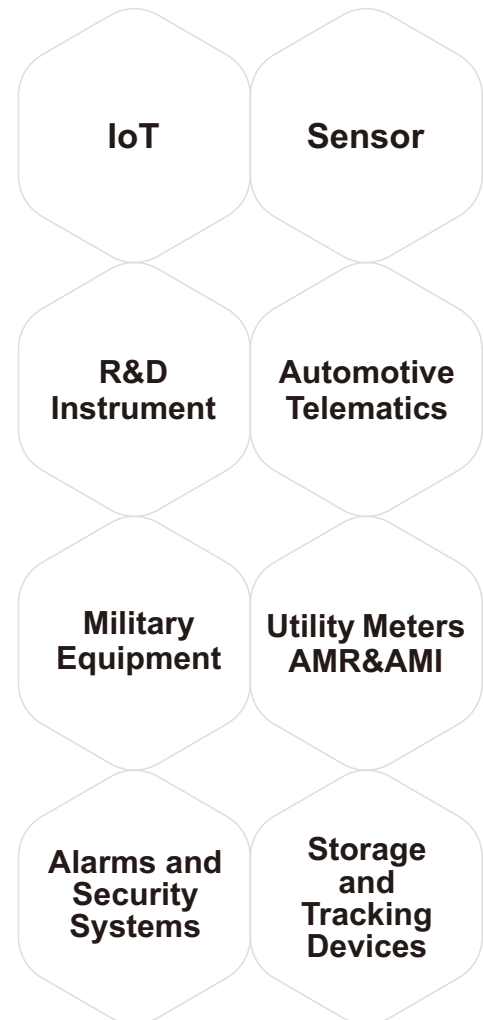 IoT
Sensor
R&D
Instrument
Automotive
Telematics
Military
Equipment
Utility Meters
AMR&AMI
Alarms and
Security
Systems
Storage
and
Tracking
Devices